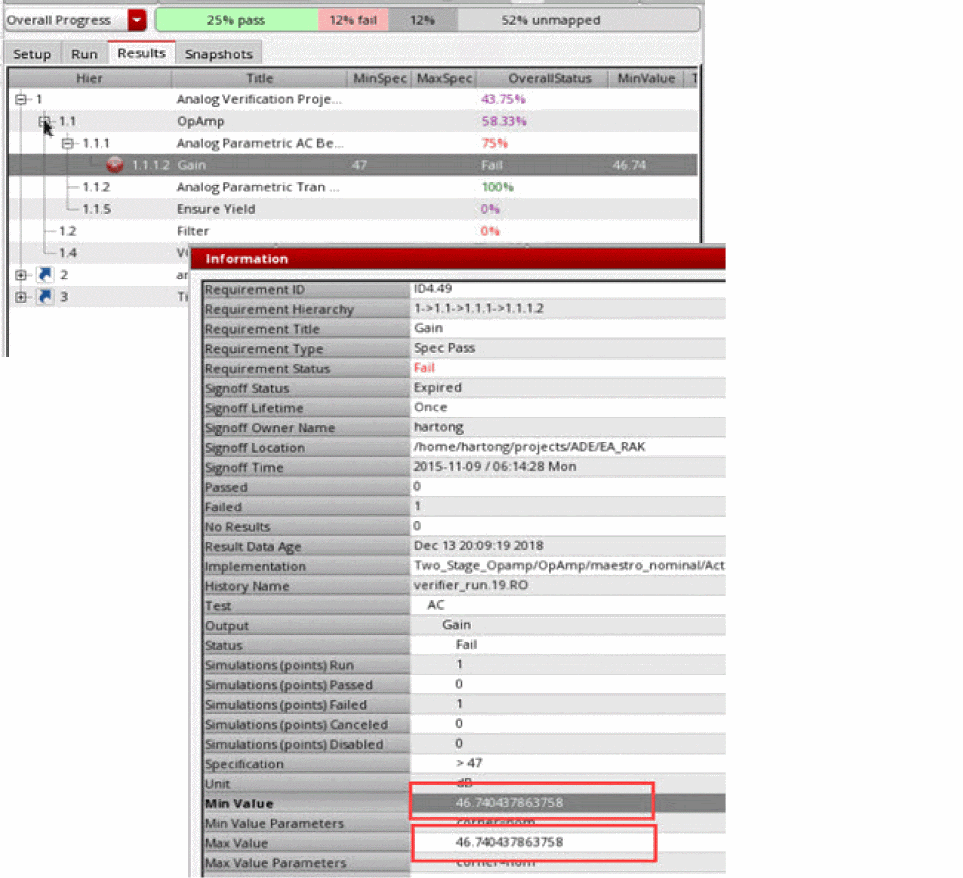 Overall Progress 25% pass 12% fail 12% 52% unmapped
Setup Run Results Snapshots
Hier Title MinSpec MaxSpec OverallStatus MinValue
1 Analog Verification Proje... 43.75%
1.1 OpAmp 58.33%
1.1.1 Analog Parametric AC Be... 75%
1.1.1.2 Gain 47 Fail 46.74
1.1.2 Analog Parametric Tran ... 100%
1.1.5 Ensure Yield 0%
1.2 Filter 0%
1.4
2
3
Information
Requirement ID ID4.49
Requirement Hierarchy 1->1.1->1.1.1->1.1.1.2
Requirement Title Gain
Requirement Type Spec Pass
Requirement Status Fail
Signoff Status Expired
Signoff Lifetime Once
Signoff Owner Name hartong
Signoff Location /home/hartong/projects/ADE/EA_RAK
Signoff Time 2015-11-09 / 06:14:28 Mon
Passed 0
Failed 1
No Results 0
Result Data Age Dec 13 20:09:19 2018
Implementation Two_Stage_Opamp/OpAmp/maestro_nominal/Act
History Name verifier_run.19.RO
Test AC
Output Gain
Status Fail
Simulations (points) Run 1
Simulations (points) Passed 0
Simulations (points) Failed 1
Simulations (points) Canceled 0
Simulations (points) Disabled 0
Specification > 47
Unit dB
Min Value 46.740437863758
Min Value Parameters corner=nom
Max Value 46.740437863758
Max Value Parameters corner=nom